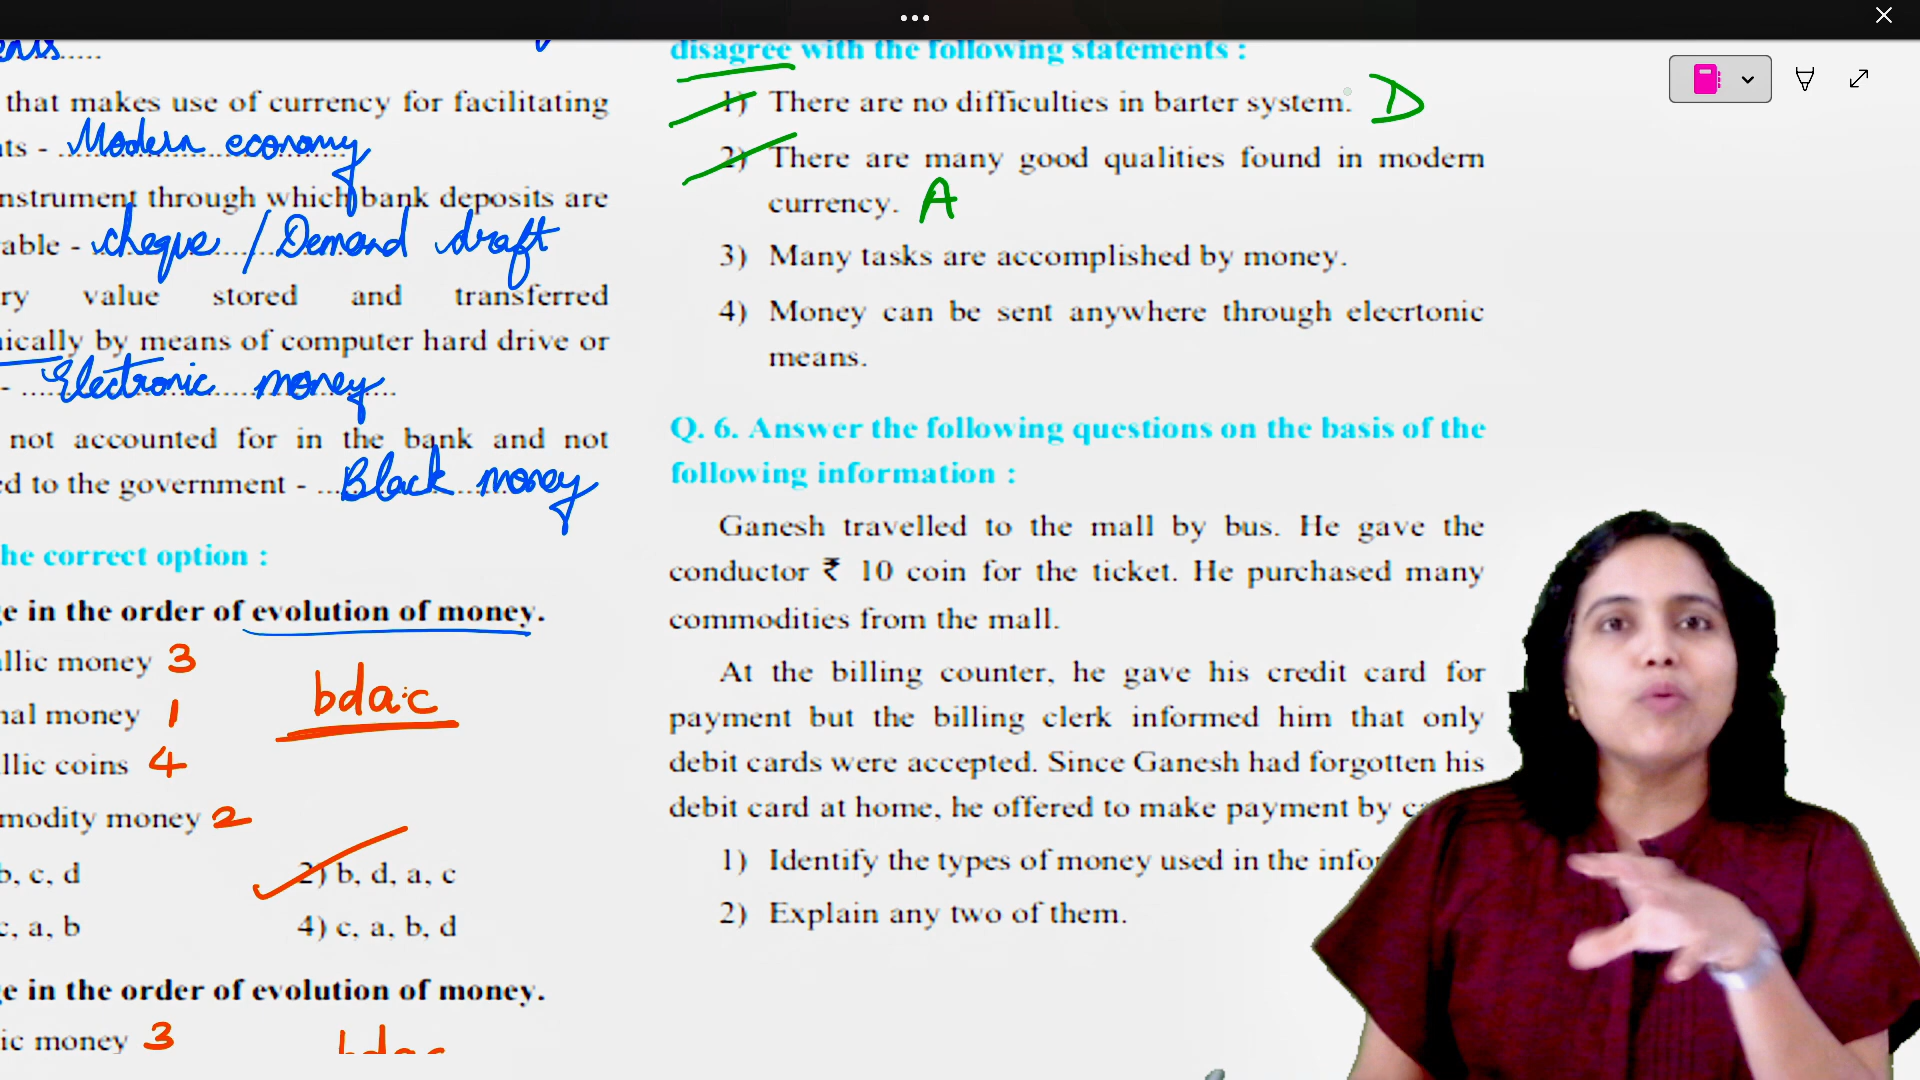 that makes use of currency for facilitating
- Modern economy
through which bank deposits are
- cheque / Demand draft
value stored and transferred
by means of computer hard drive or
- Electronic money
not accounted for in the bank and not
to the government - Black money
correct option :
in the order of evolution of money.
money 3
money 1
coins 4
money 2
bdac
b, c, d
2) b, d, a, c
c, a, b
4) c, a, b, d
in the order of evolution of money.
money 3
disagree with the following statements :
1) There are no difficulties in barter system. D
2) There are many good qualities found in modern
currency. A
3) Many tasks are accomplished by money.
4) Money can be sent anywhere through elecrtonic
means.
Q. 6. Answer the following questions on the basis of the
following information :
Ganesh travelled to the mall by bus. He gave the
conductor ₹ 10 coin for the ticket. He purchased many
commodities from the mall.
At the billing counter, he gave his credit card for
payment but the billing clerk informed him that only
debit cards were accepted. Since Ganesh had forgotten his
debit card at home, he offered to make payment by
1) Identify the types of money used in the
2) Explain any two of them.